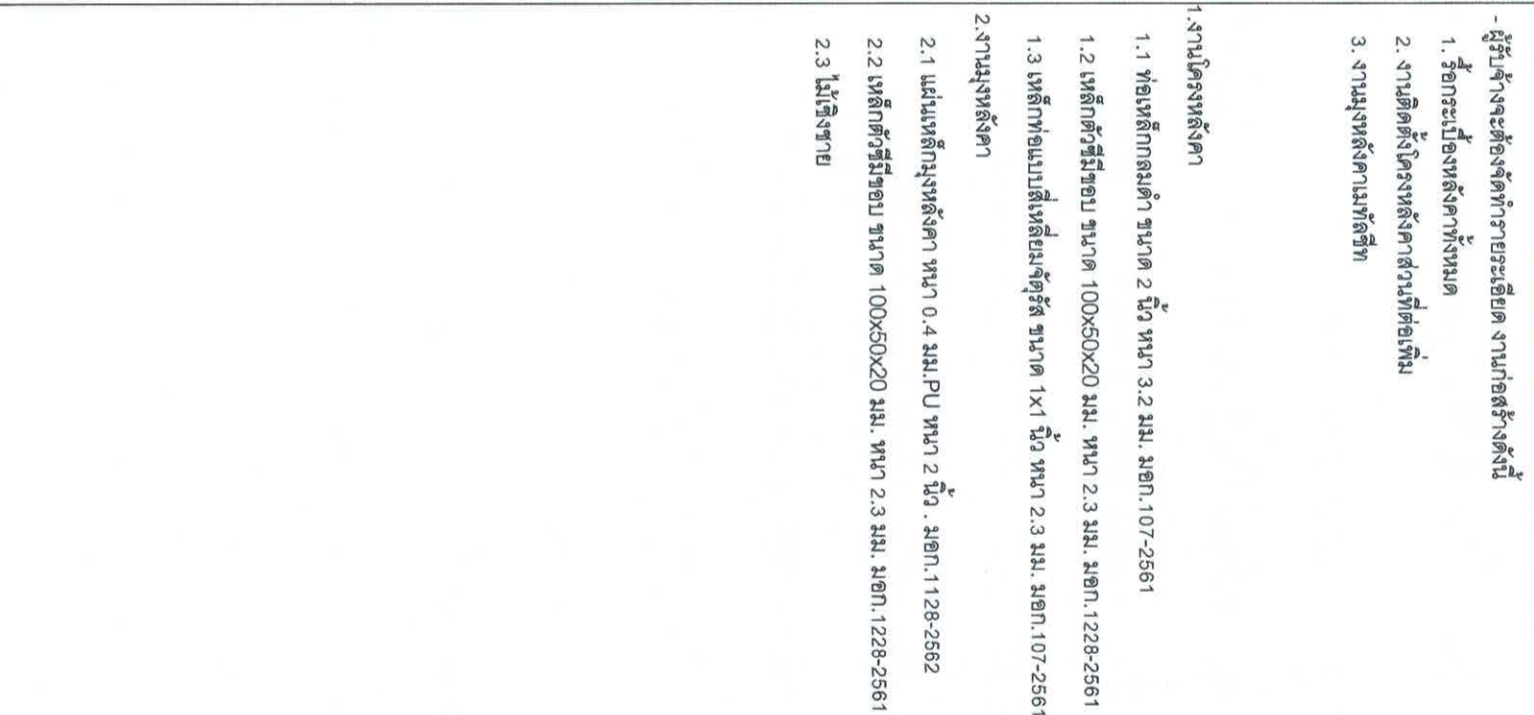 - ผู้รับจ้างจะต้องจัดทำรายระเอียด งานก่อสร้างดังนี้
1. รื้อกระเบื้องหลังคาทั้งหมด
2. งานติดตั้งโครงหลังคาส่วนที่ต่อเพิ่ม
3. งานมุงหลังคาเมทัลชีท
1.งานโครงหลังคา
1.1 ท่อเหล็กกลมดำ ขนาด 2 นิ้ว หนา 3.2 มม. มอก.107-2561
1.2 เหล็กตัวซีมีขอบ ขนาด 100x50x20 มม. หนา 2.3 มม. มอก.1228-2561
1.3 เหล็กท่อแบบสี่เหลี่ยมจัตุรัส ขนาด 1x1 นิ้ว หนา 2.3 มม. มอก.107-2561
2.งานมุงหลังคา
2.1 แผ่นเหล็กมุงหลังคา หนา 0.4 มม.PU หนา 2 นิ้ว . มอก.1128-2562
2.2 เหล็กตัวซีมีขอบ ขนาด 100x50x20 มม. หนา 2.3 มม. มอก.1228-2561
2.3 ไม้เชิงชาย